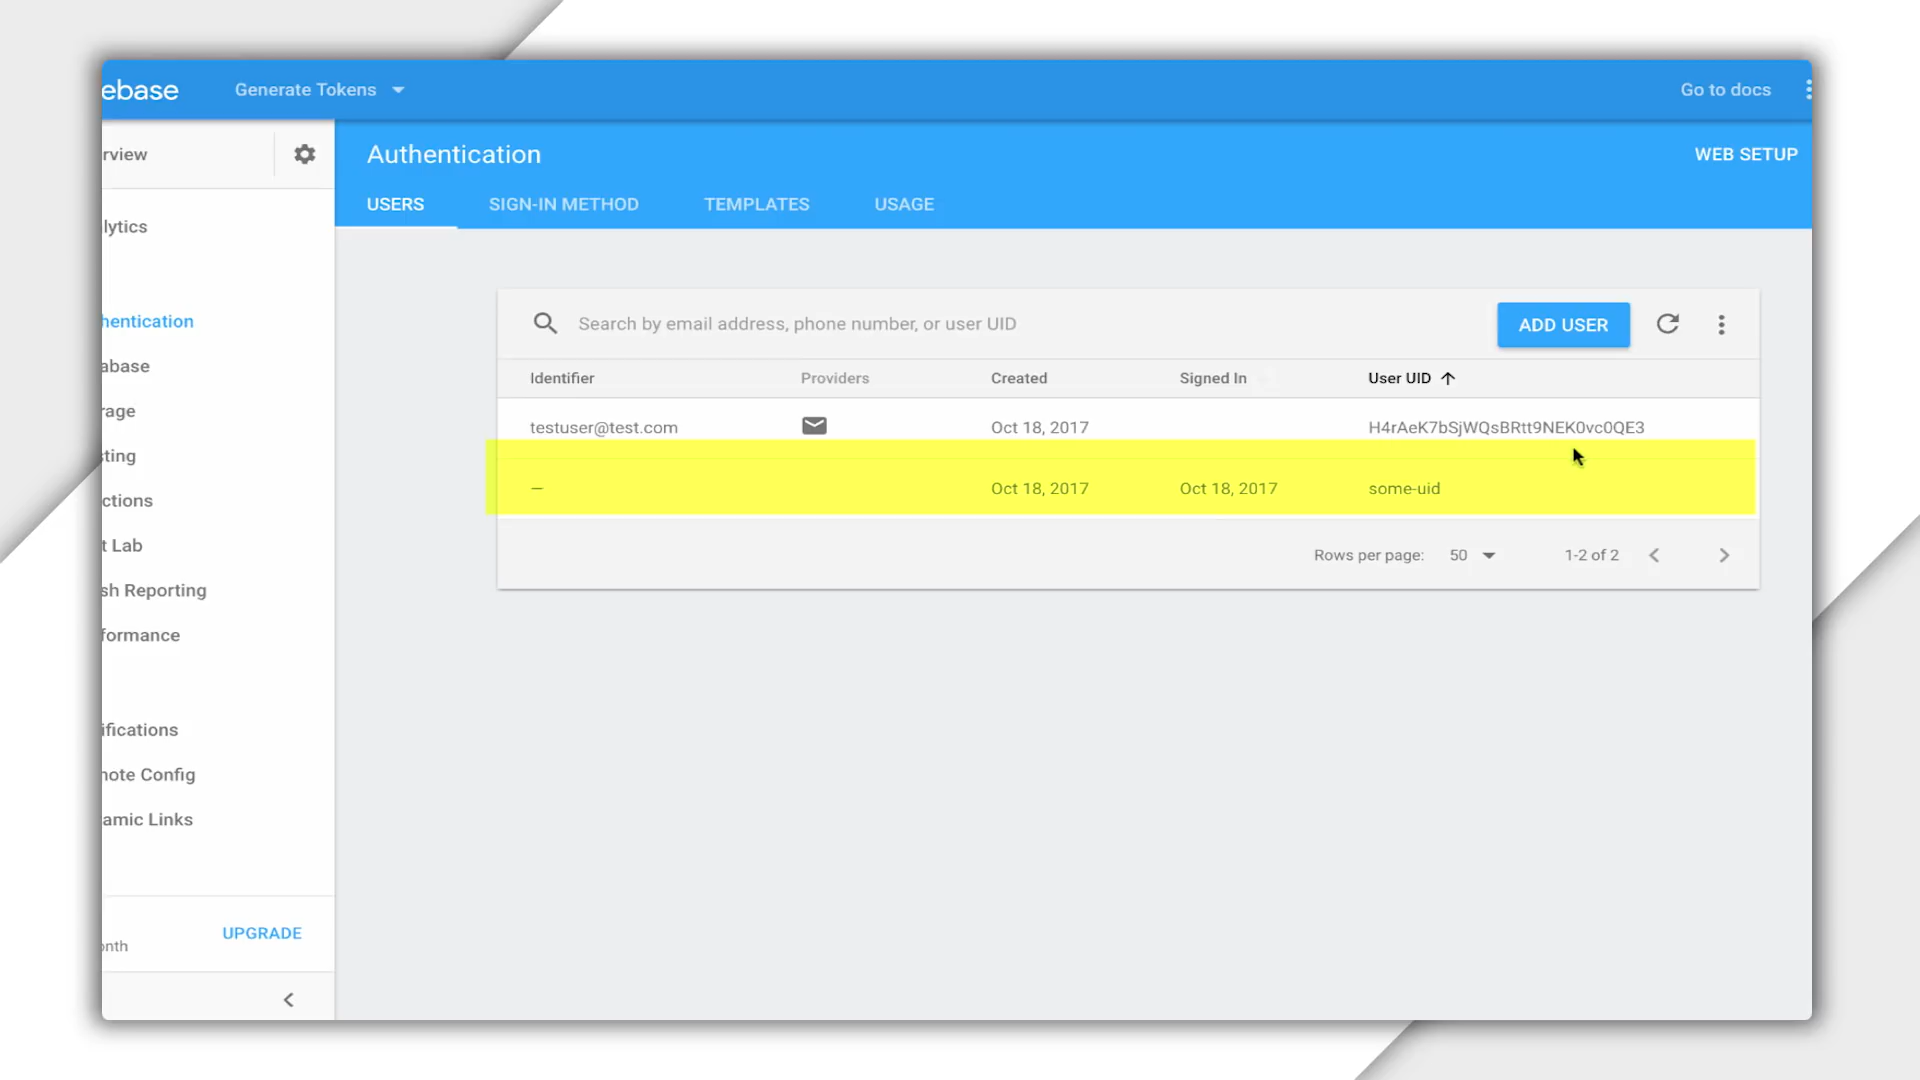 ebase
Generate Tokens
Go to docs
rview
Authentication
WEB SETUP
USERS
SIGN-IN METHOD
TEMPLATES
USAGE
lytics
hentication
abase
rage
sting
ctions
t Lab
sh Reporting
formance
ifications
note Config
amic Links
onth
UPGRADE
Search by email address, phone number, or user UID
ADD USER
Identifier Providers Created Signed In User UID
testuser@test.com Oct 18, 2017 H4rAeK7bSjWQsBRtt9NEK0vc0QE3
— Oct 18, 2017 Oct 18, 2017 some-uid
Rows per page: 50 1-2 of 2